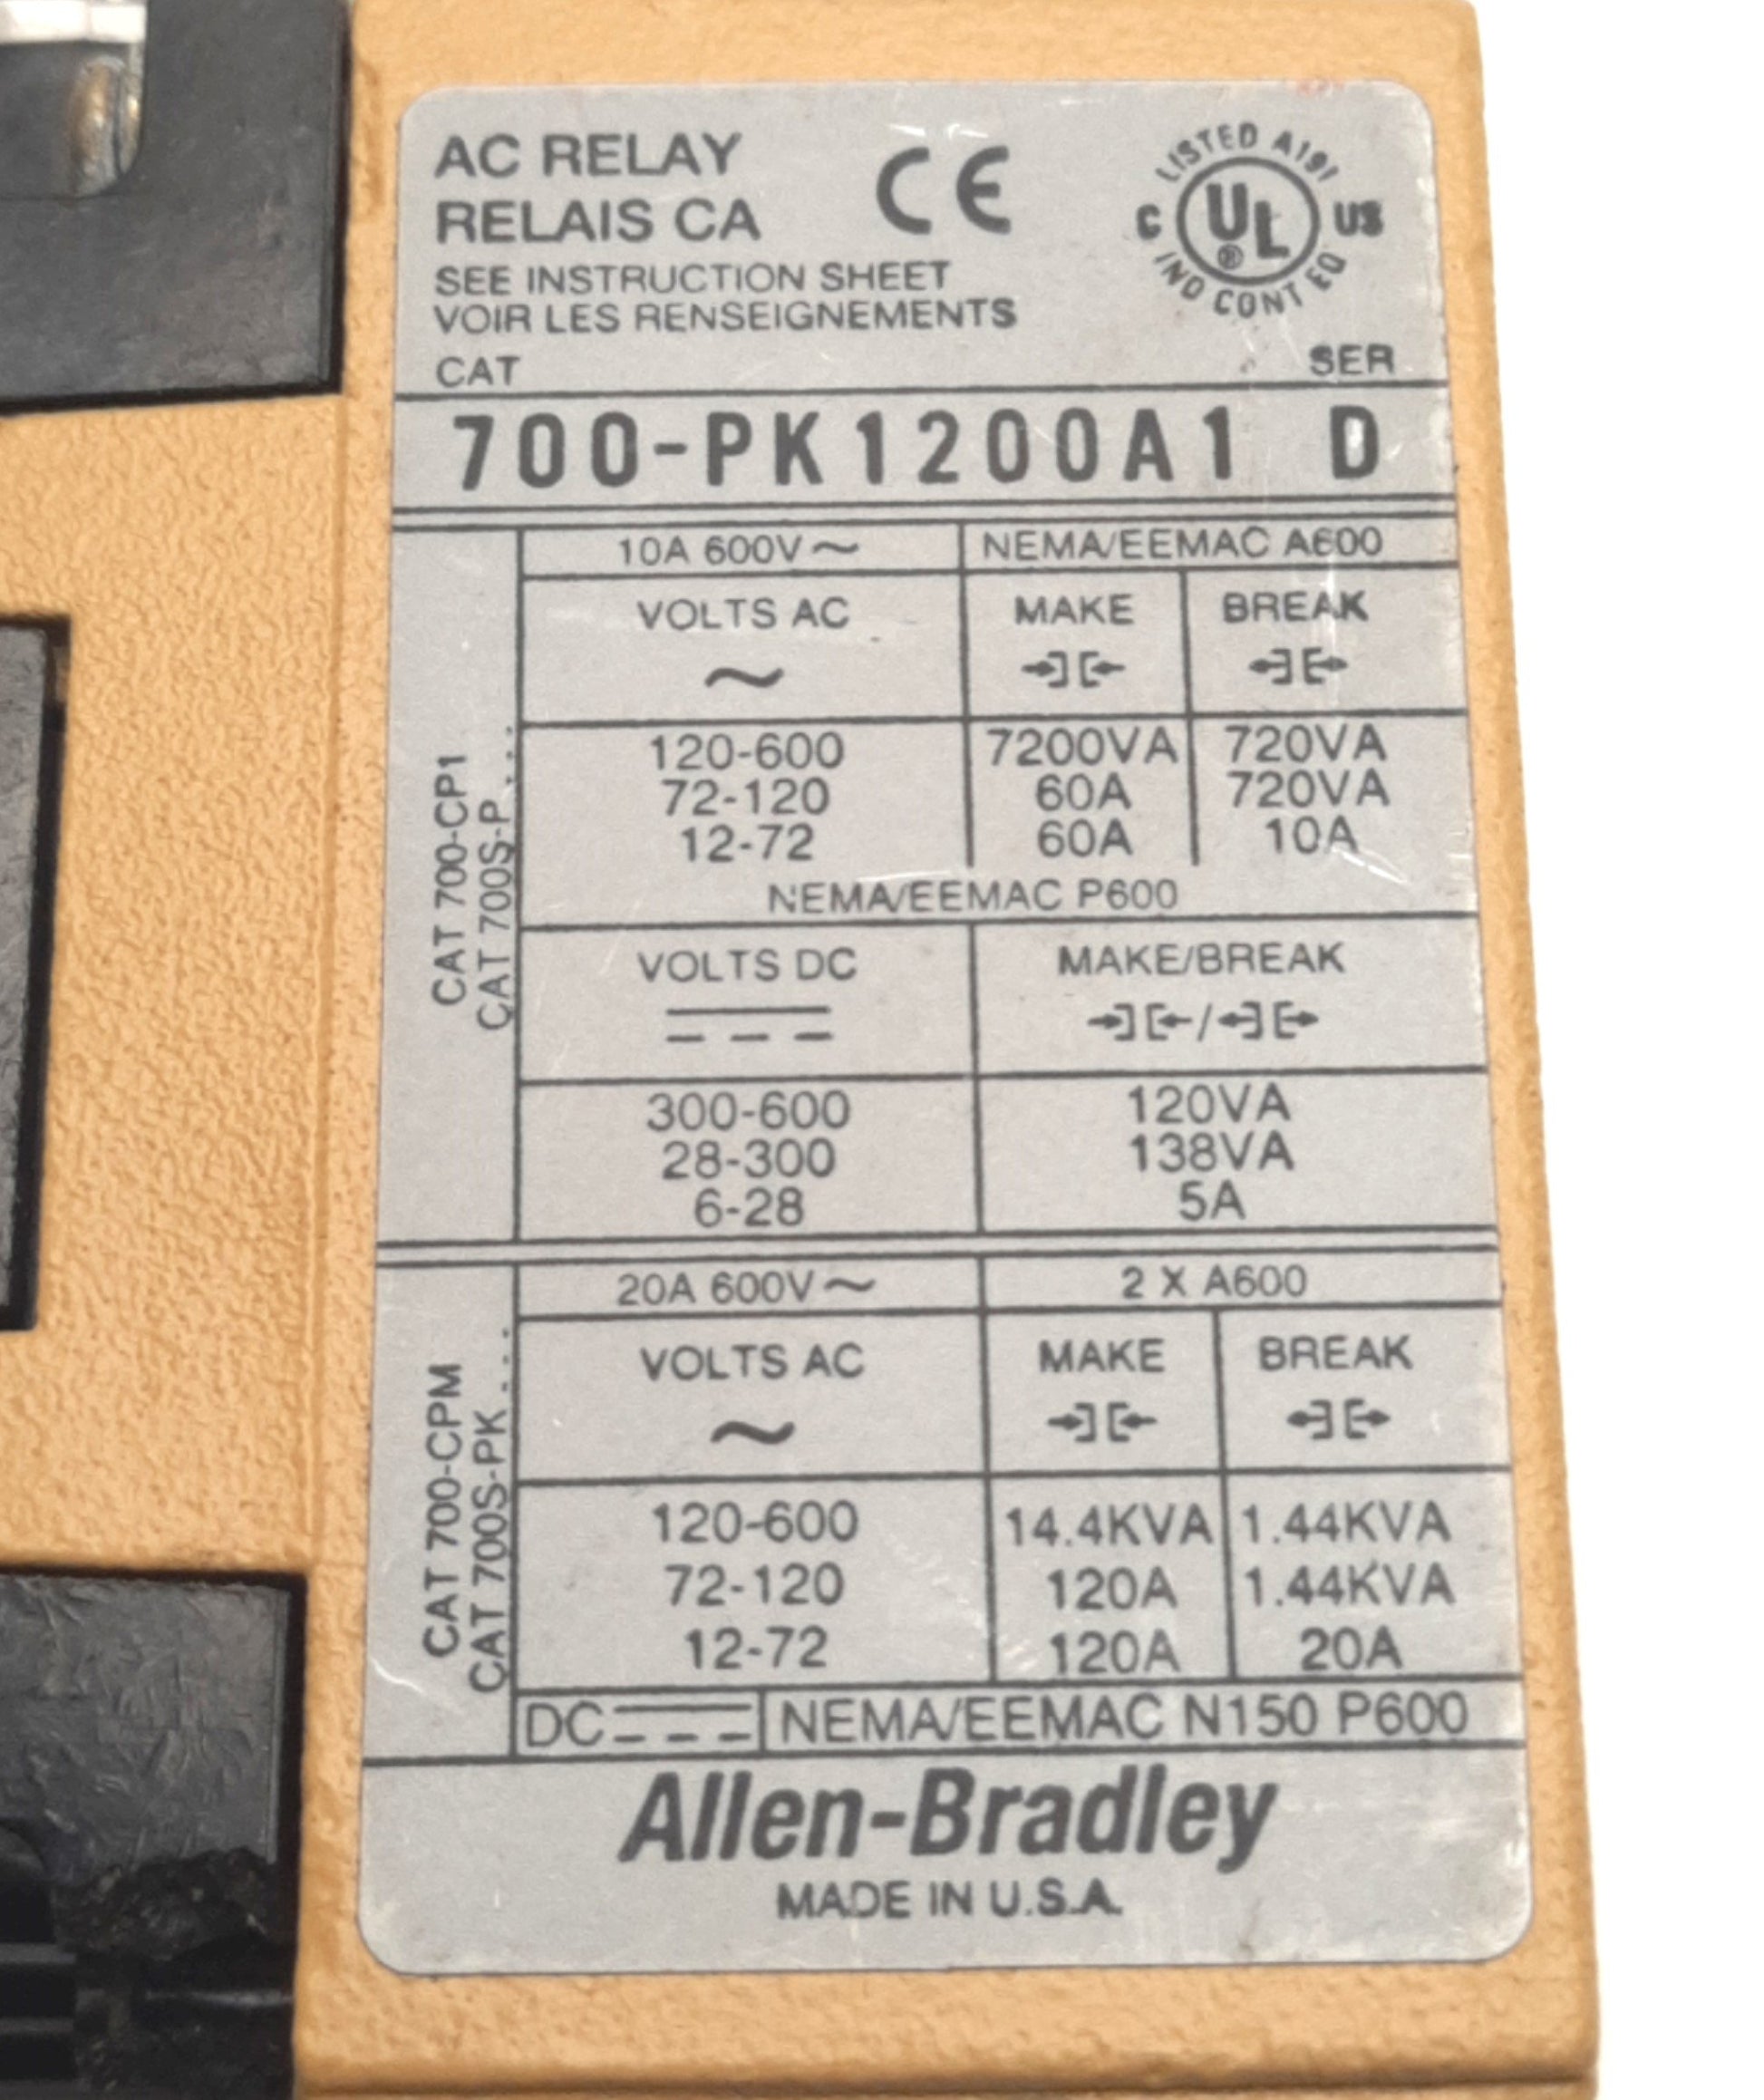 AC RELAY
RELAIS CA
CE
LISTED A191
C UL US
®
IND CONT EQ
SEE INSTRUCTION SHEET
VOIR LES RENSEIGNEMENTS
CAT SER
700-PK1200A1 D
CAT 700-CP1
CAT 700S-P...
10A 600V~ NEMA/EEMAC A600
VOLTS AC MAKE BREAK
~
120-600 7200VA 720VA
72-120 60A 720VA
12-72 60A 10A
NEMA/EEMAC P600
VOLTS DC MAKE/BREAK
/
300-600 120VA
28-300 138VA
6-28 5A
CAT 700-CPM
CAT 700S-PK...
20A 600V~ 2 X A600
VOLTS AC MAKE BREAK
~
120-600 14.4KVA 1.44KVA
72-120 120A 1.44KVA
12-72 120A 20A
DC NEMA/EEMAC N150 P600
Allen-Bradley
MADE IN U.S.A.